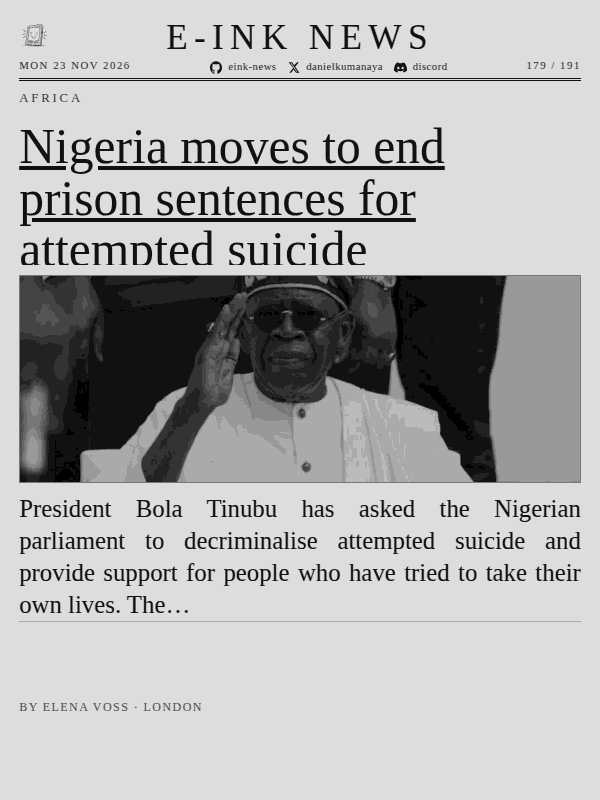 E-INK NEWS
MON 23 NOV 2026
eink-news danielkumanaya discord
179 / 191
AFRICA
Nigeria moves to end
prison sentences for
attempted suicide
President Bola Tinubu has asked the Nigerian
parliament to decriminalise attempted suicide and
provide support for people who have tried to take their
own lives. The…
BY ELENA VOSS · LONDON